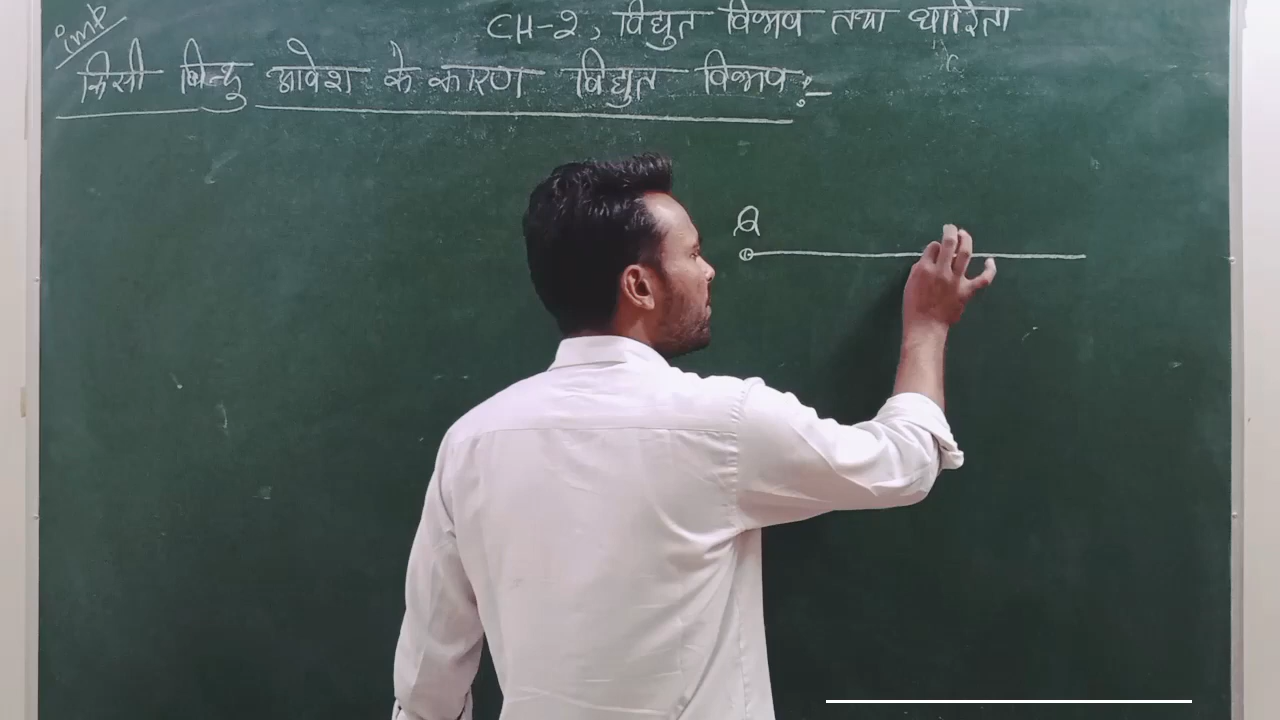 imp
CH-2, विद्युत विभव तथा धारिता
किसी बिन्दु आवेश के कारण विद्युत विभव :-
Q